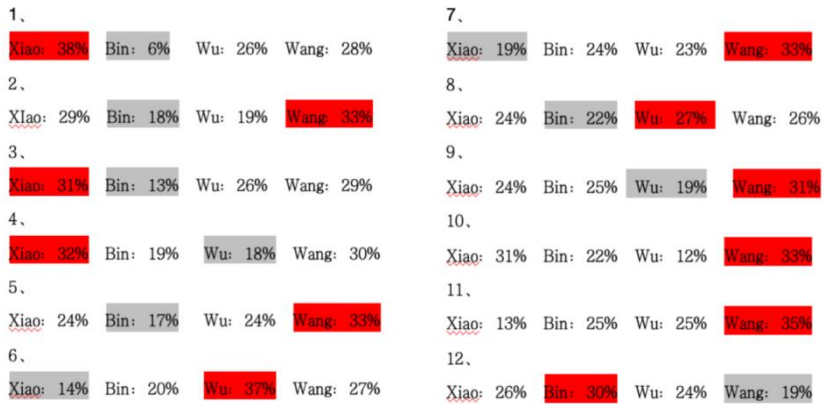 1、
Xiao: 38% Bin: 6% Wu: 26% Wang: 28%
2、
XIao: 29% Bin: 18% Wu: 19% Wang: 33%
3、
Xiao: 31% Bin: 13% Wu: 26% Wang: 29%
4、
Xiao: 32% Bin: 19% Wu: 18% Wang: 30%
5、
Xiao: 24% Bin: 17% Wu: 24% Wang: 33%
6、
Xiao: 14% Bin: 20% Wu: 37% Wang: 27%
7、
Xiao: 19% Bin: 24% Wu: 23% Wang: 33%
8、
Xiao: 24% Bin: 22% Wu: 27% Wang: 26%
9、
Xiao: 24% Bin: 25% Wu: 19% Wang: 31%
10、
Xiao: 31% Bin: 22% Wu: 12% Wang: 33%
11、
Xiao: 13% Bin: 25% Wu: 25% Wang: 35%
12、
Xiao: 26% Bin: 30% Wu: 24% Wang: 19%